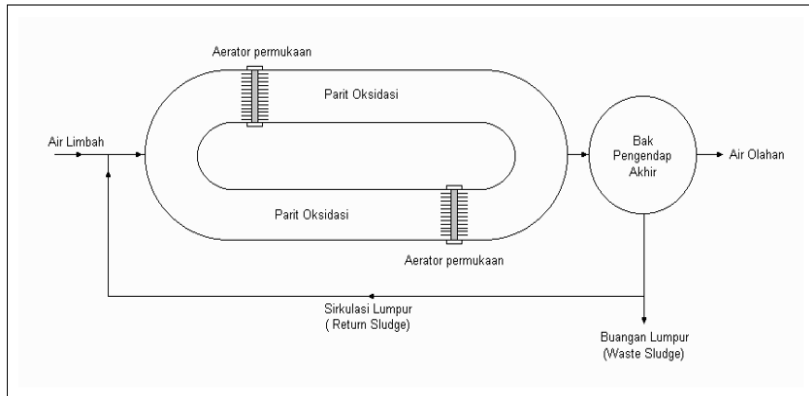 Aerator permukaan
Parit Oksidasi
Air Limbah
Bak
Pengendap
Akhir
Air Olahan
Parit Oksidasi
Aerator permukaan
Sirkulasi Lumpur
( Return Sludge)
Buangan Lumpur
(Waste Sludge)